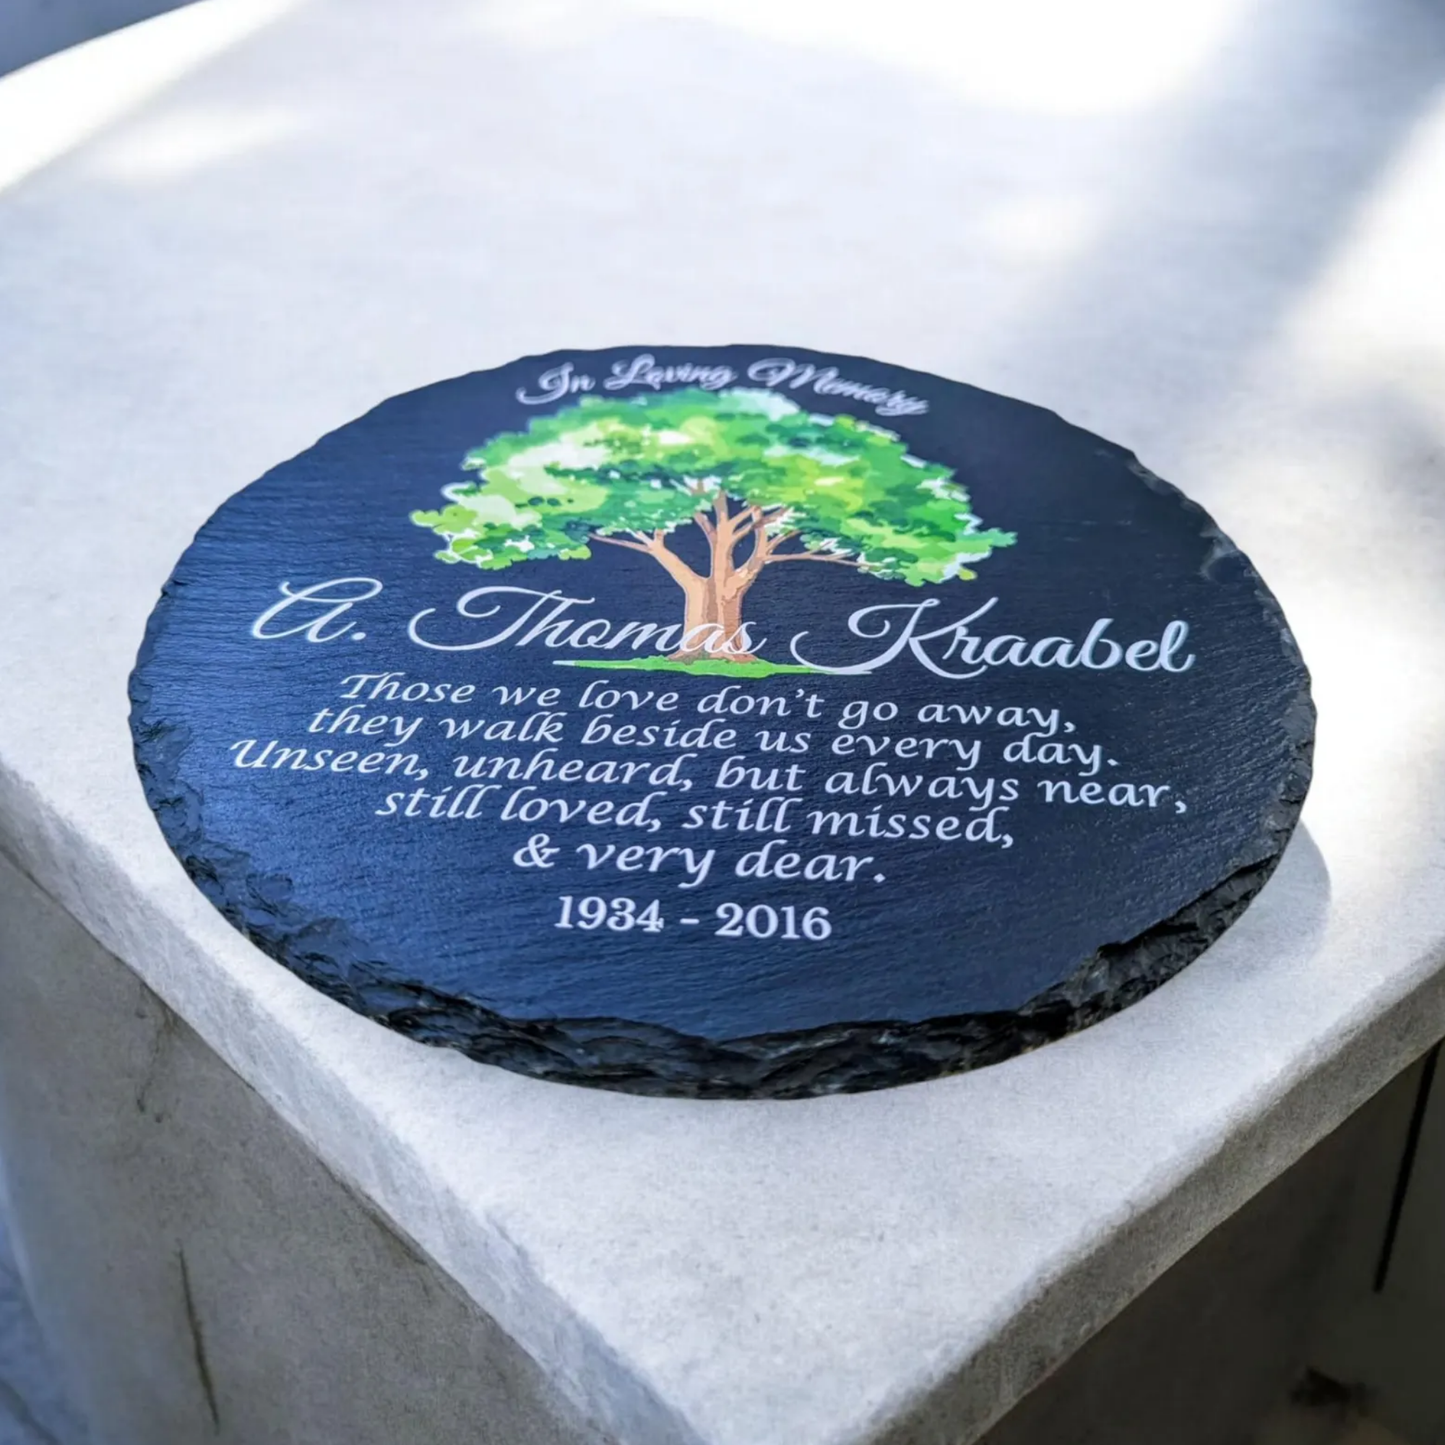 In Loving Memory
A. Thomas Kraabel
Those we love don't go away,
they walk beside us every day.
Unseen, unheard, but always near,
still loved, still missed,
& very dear.
1934 - 2016